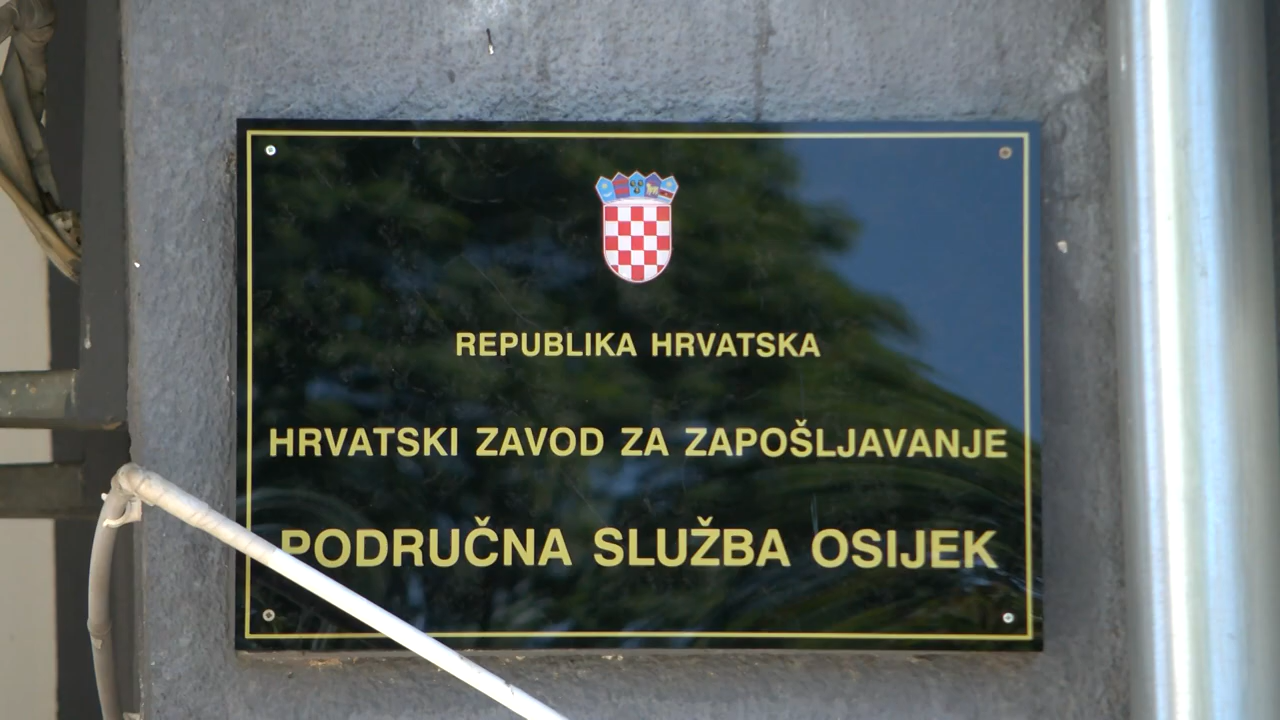 REPUBLIKA HRVATSKA
HRVATSKI ZAVOD ZA ZAPOŠLJAVANJE
PODRUČNA SLUŽBA OSIJEK